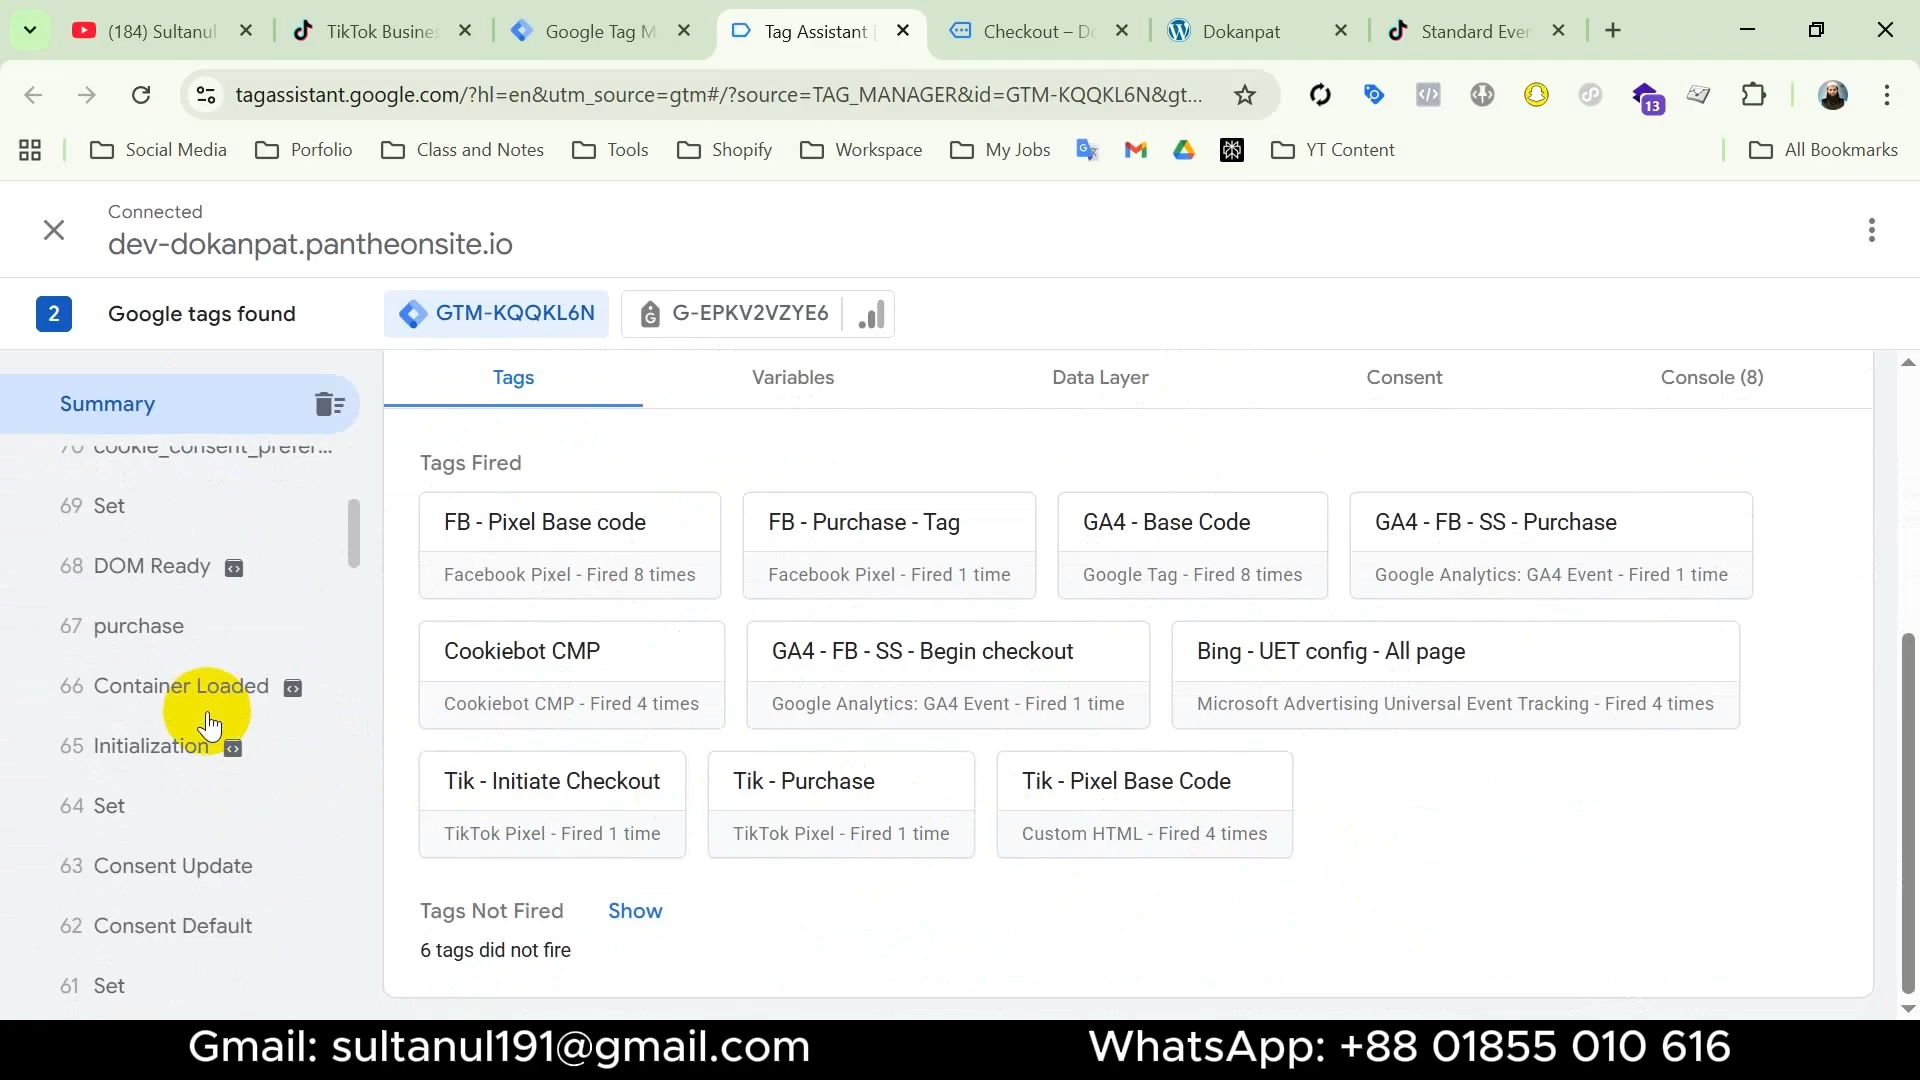 (184) Sultanul
TikTok Busines
Google Tag M
Tag Assistant [
Checkout – Do
Dokanpat
Standard Even
tagassistant.google.com/?hl=en&utm_source=gtm#/?source=TAG_MANAGER&id=GTM-KQQKL6N&gt...
13
Social Media
Porfolio
Class and Notes
Tools
Shopify
Workspace
My Jobs
YT Content
All Bookmarks
Connected
dev-dokanpat.pantheonsite.io
2
Google tags found
GTM-KQQKL6N
G-EPKV2VZYE6
Summary
70 cookie_consent_prefer...
69 Set
68 DOM Ready
67 purchase
66 Container Loaded
65 Initialization
64 Set
63 Consent Update
62 Consent Default
61 Set
Tags
Variables
Data Layer
Consent
Console (8)
Tags Fired
FB - Pixel Base code
Facebook Pixel - Fired 8 times
FB - Purchase - Tag
Facebook Pixel - Fired 1 time
GA4 - Base Code
Google Tag - Fired 8 times
GA4 - FB - SS - Purchase
Google Analytics: GA4 Event - Fired 1 time
Cookiebot CMP
Cookiebot CMP - Fired 4 times
GA4 - FB - SS - Begin checkout
Google Analytics: GA4 Event - Fired 1 time
Bing - UET config - All page
Microsoft Advertising Universal Event Tracking - Fired 4 times
Tik - Initiate Checkout
TikTok Pixel - Fired 1 time
Tik - Purchase
TikTok Pixel - Fired 1 time
Tik - Pixel Base Code
Custom HTML - Fired 4 times
Tags Not Fired
Show
6 tags did not fire
Gmail: sultanul191@gmail.com
WhatsApp: +88 01855 010 616